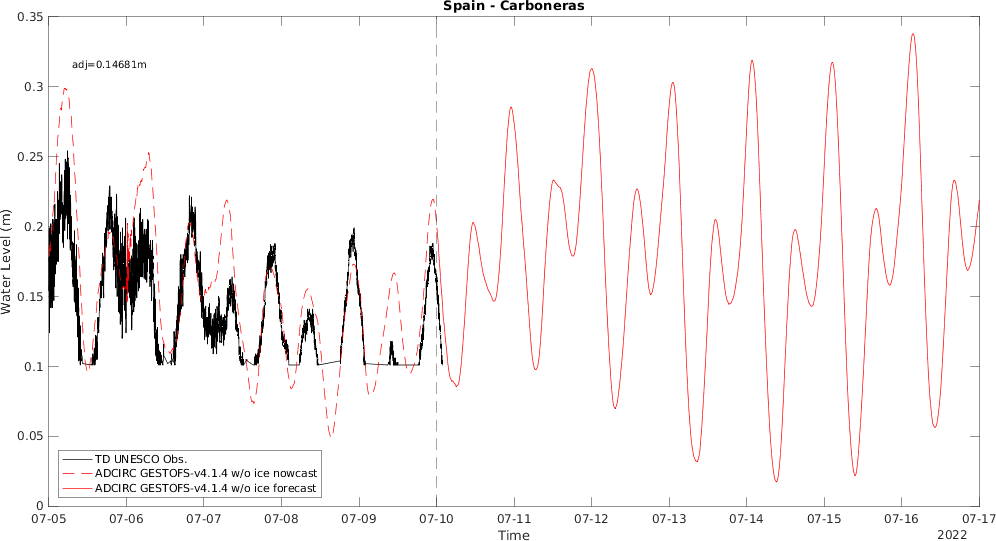 Spain - Carboneras
0.35
0.3
0.25
0.2
0.15
0.1
0.05
0
Water Level (m)
adj=0.14681m
TD UNESCO Obs.
ADCIRC GESTOFS-v4.1.4 w/o ice nowcast
ADCIRC GESTOFS-v4.1.4 w/o ice forecast
07-05 07-06 07-07 07-08 07-09 07-10 07-11 07-12 07-13 07-14 07-15 07-16 07-17
Time
2022